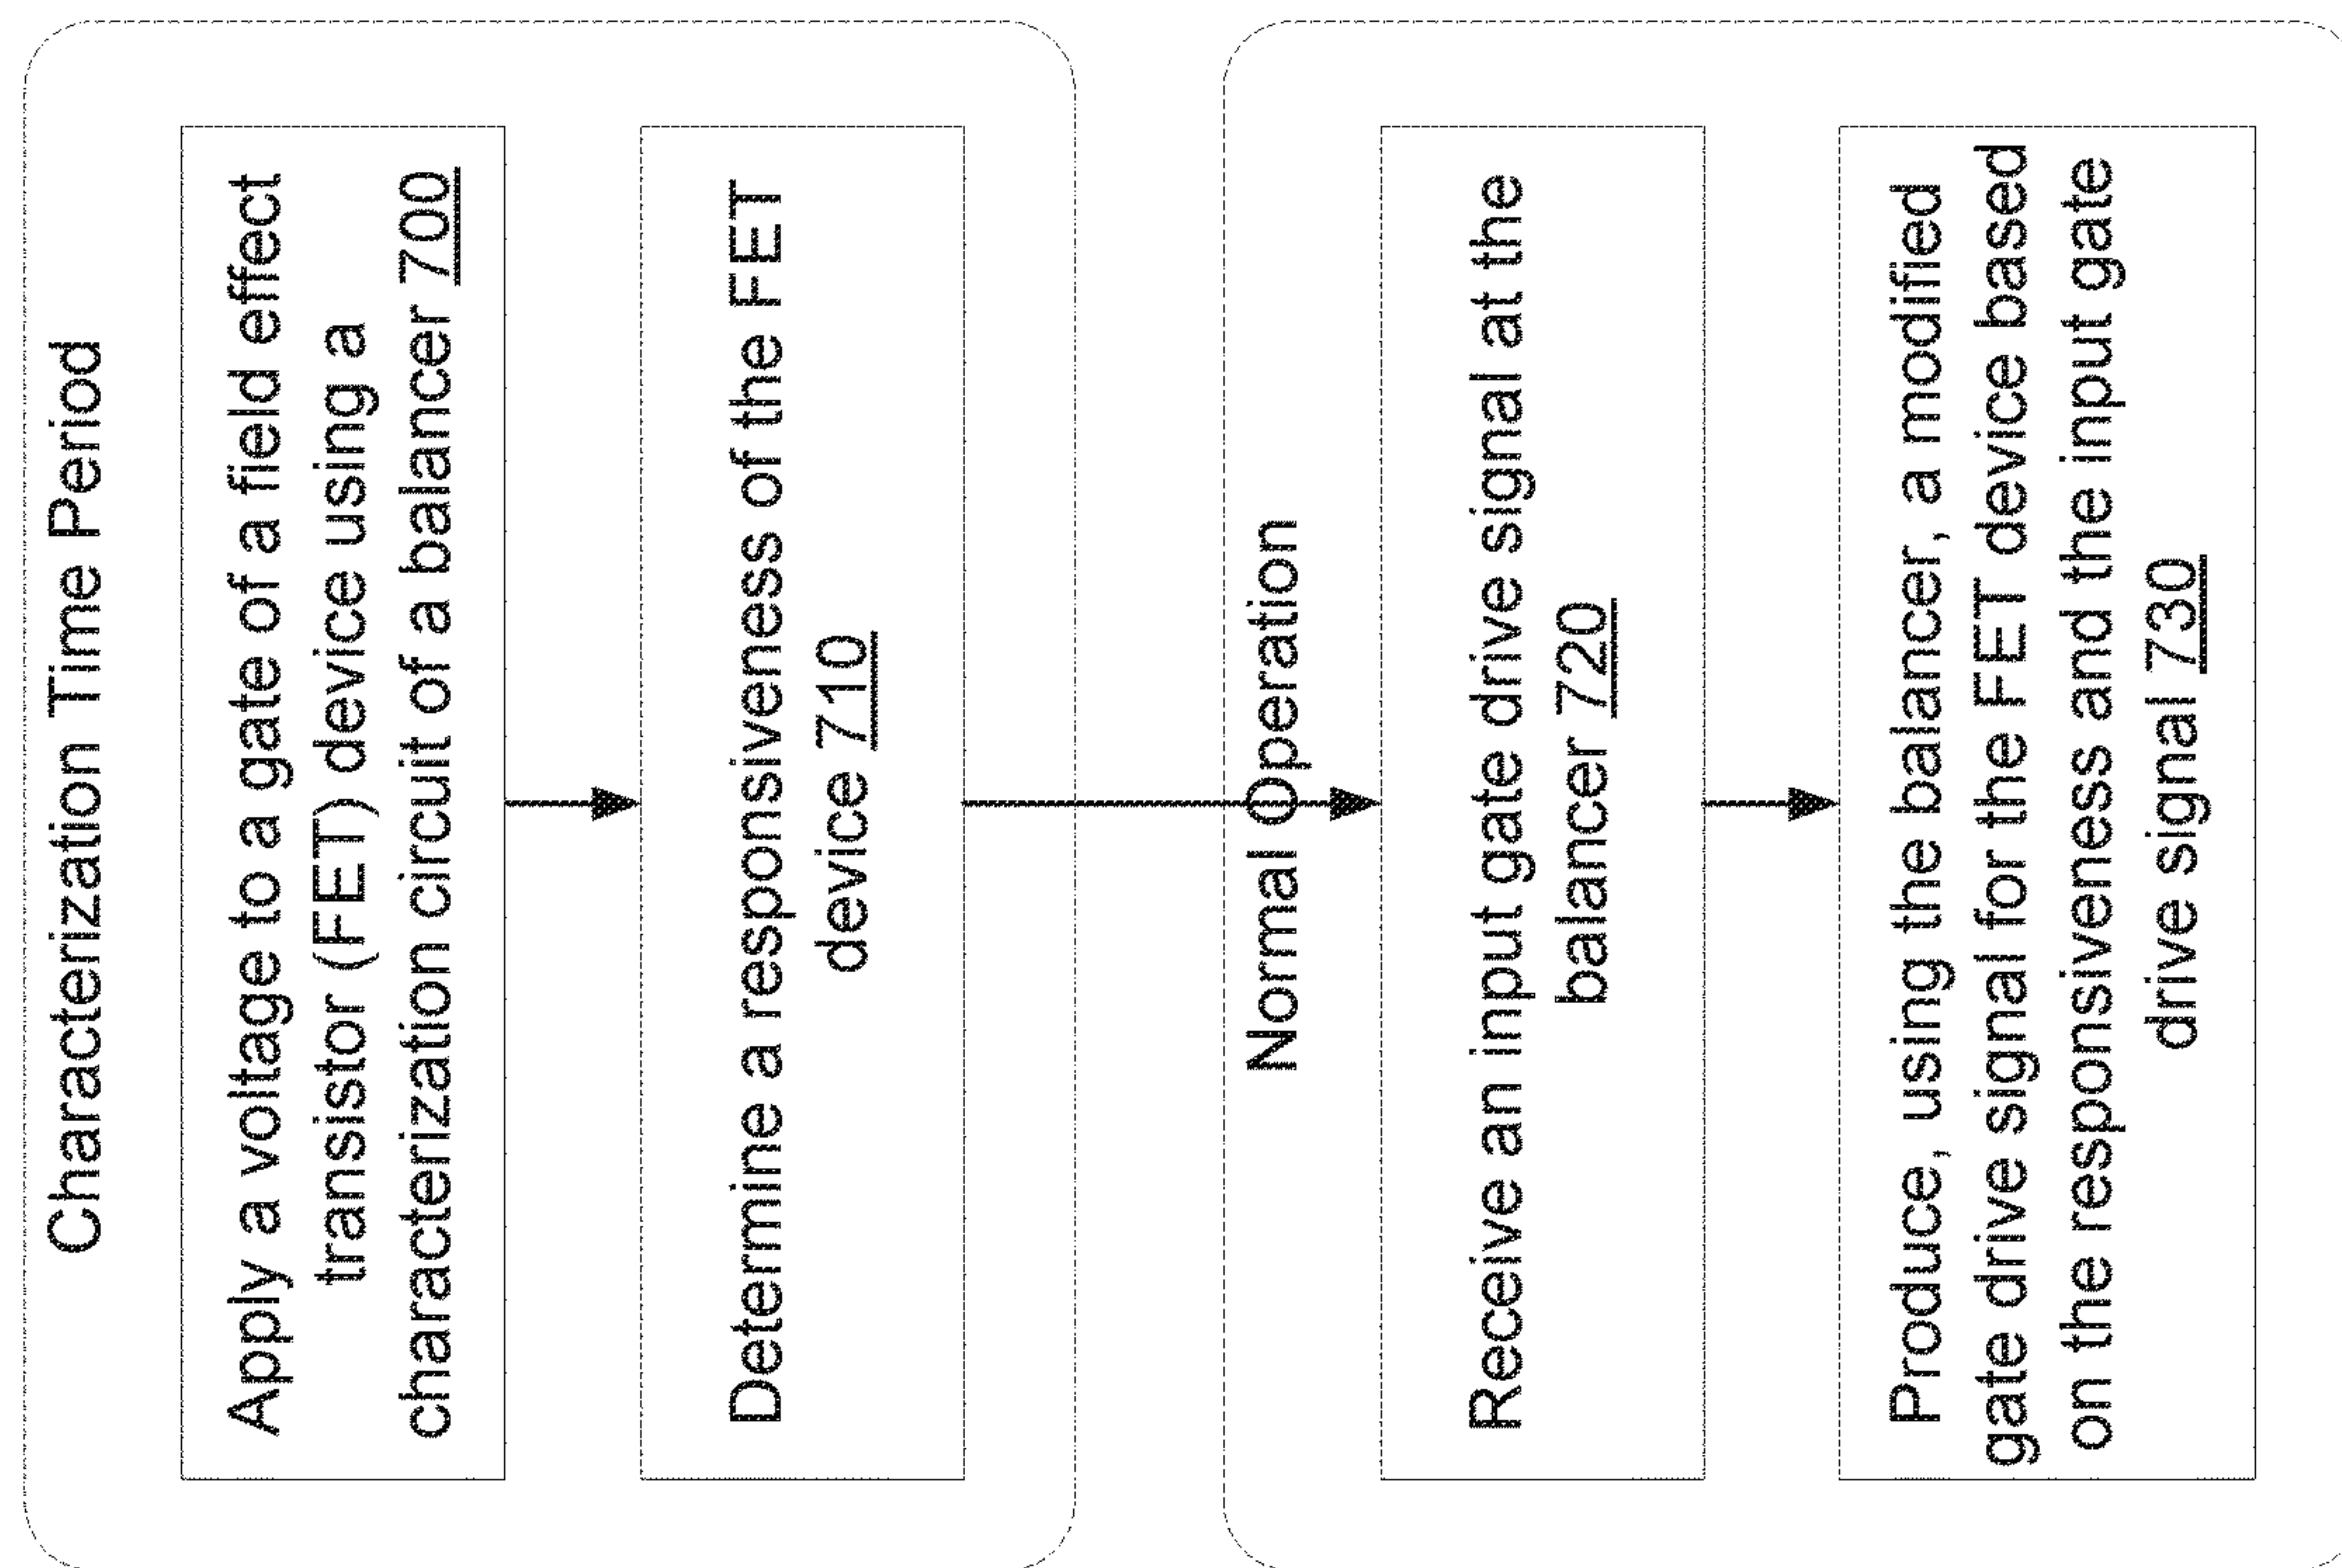 Characterization Time Period
Apply a voltage to a gate of a field effect
transistor (FET) device using a
characterization circuit of a balancer 700
Determine a responsiveness of the FET
device 710
Normal Operation
Receive an input gate drive signal at the
balancer 720
Produce, using the balancer, a modified
gate drive signal for the FET device based
on the responsiveness and the input gate
drive signal 730